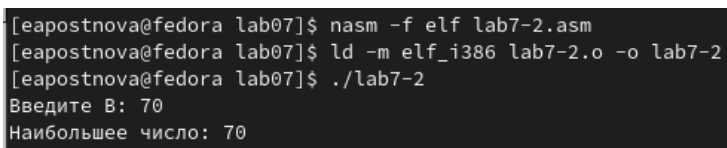 [eapostnova@fedora lab07]$ nasm -f elf lab7-2.asm
[eapostnova@fedora lab07]$ ld -m elf_i386 lab7-2.o -o lab7-2
[eapostnova@fedora lab07]$ ./lab7-2
Введите B: 70
Наибольшее число: 70